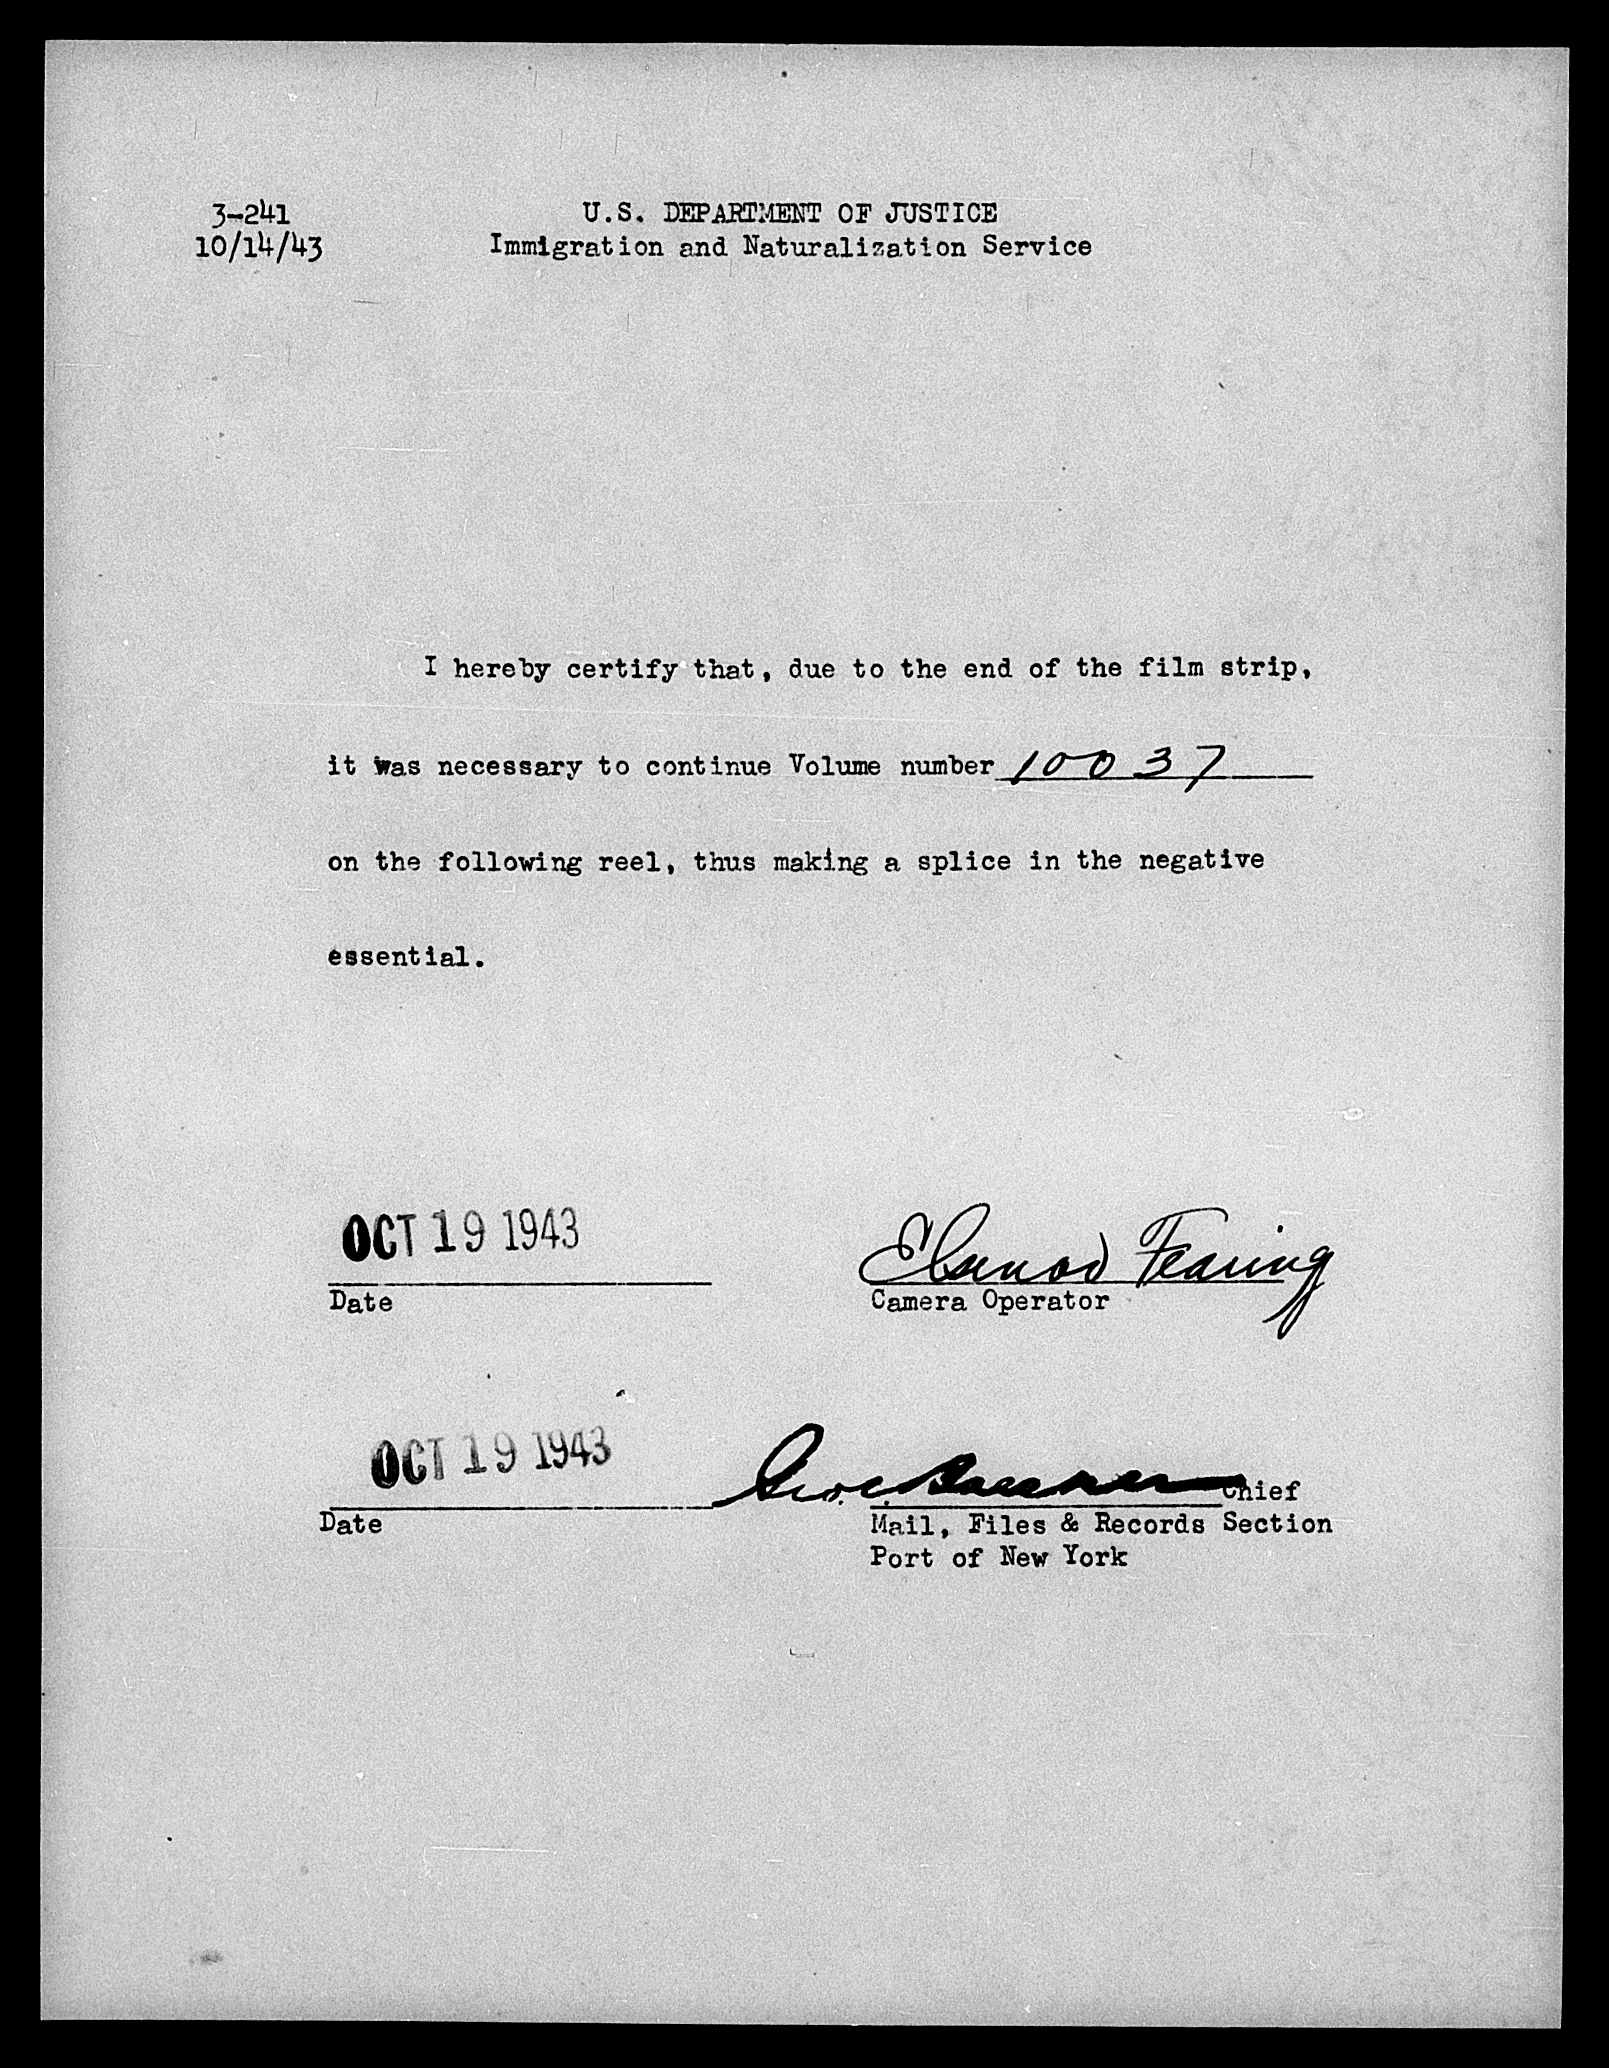 3-241
10/14/43
U.S. DEPARTMENT OF JUSTICE
Immigration and Naturalization Service
I hereby certify that, due to the end of the film strip,
it was necessary to continue Volume number 10037
on the following reel, thus making a splice in the negative
essential.
OCT 19 1943
Date
Eleanor Fearing
Camera Operator
OCT 19 1943
Date
Chief
Mail, Files & Records Section
Port of New York